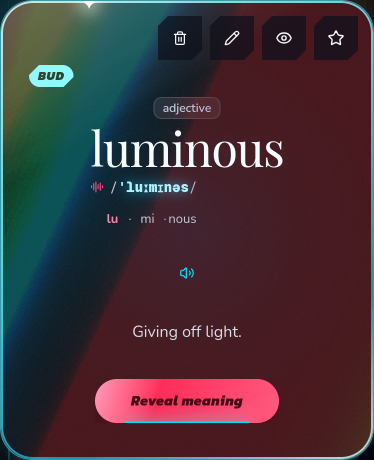 BUD
adjective
luminous
/ˈluːmɪnəs/
lu · mi · nous
Giving off light.
Reveal meaning